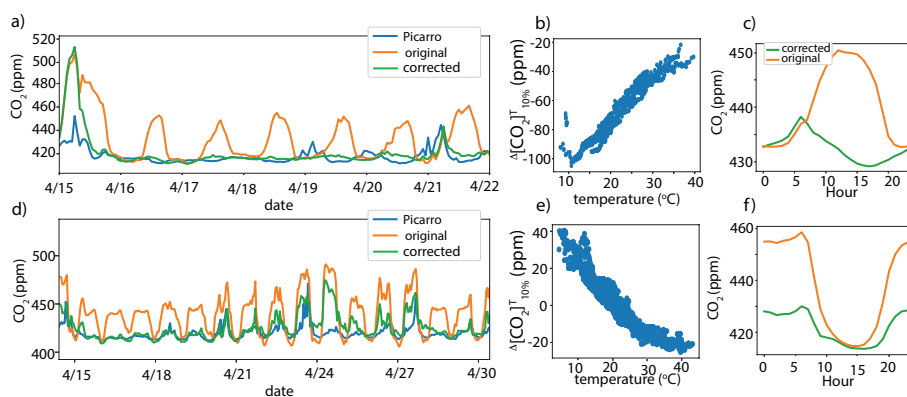 a)
Picarro
original
corrected
CO₂ (ppm)
520
500
460
440
420
4/15
4/16
4/17
4/18
4/19
4/20
4/21
4/22
date
b)
Δ[CO₂]ᵀ10% (ppm)
-20
-40
-60
-80
-100
10
15
20
25
30
35
40
temperature (°C)
c)
corrected
original
CO₂ (ppm)
450
440
430
0
5
10
15
20
Hour
d)
Picarro
original
corrected
CO₂ (ppm)
500
450
400
4/15
4/18
4/21
4/24
4/27
4/30
date
e)
Δ[CO₂]ᵀ10% (ppm)
40
20
0
-20
10
20
30
40
temperature (°C)
f)
CO₂ (ppm)
460
440
420
0
5
10
15
20
Hour